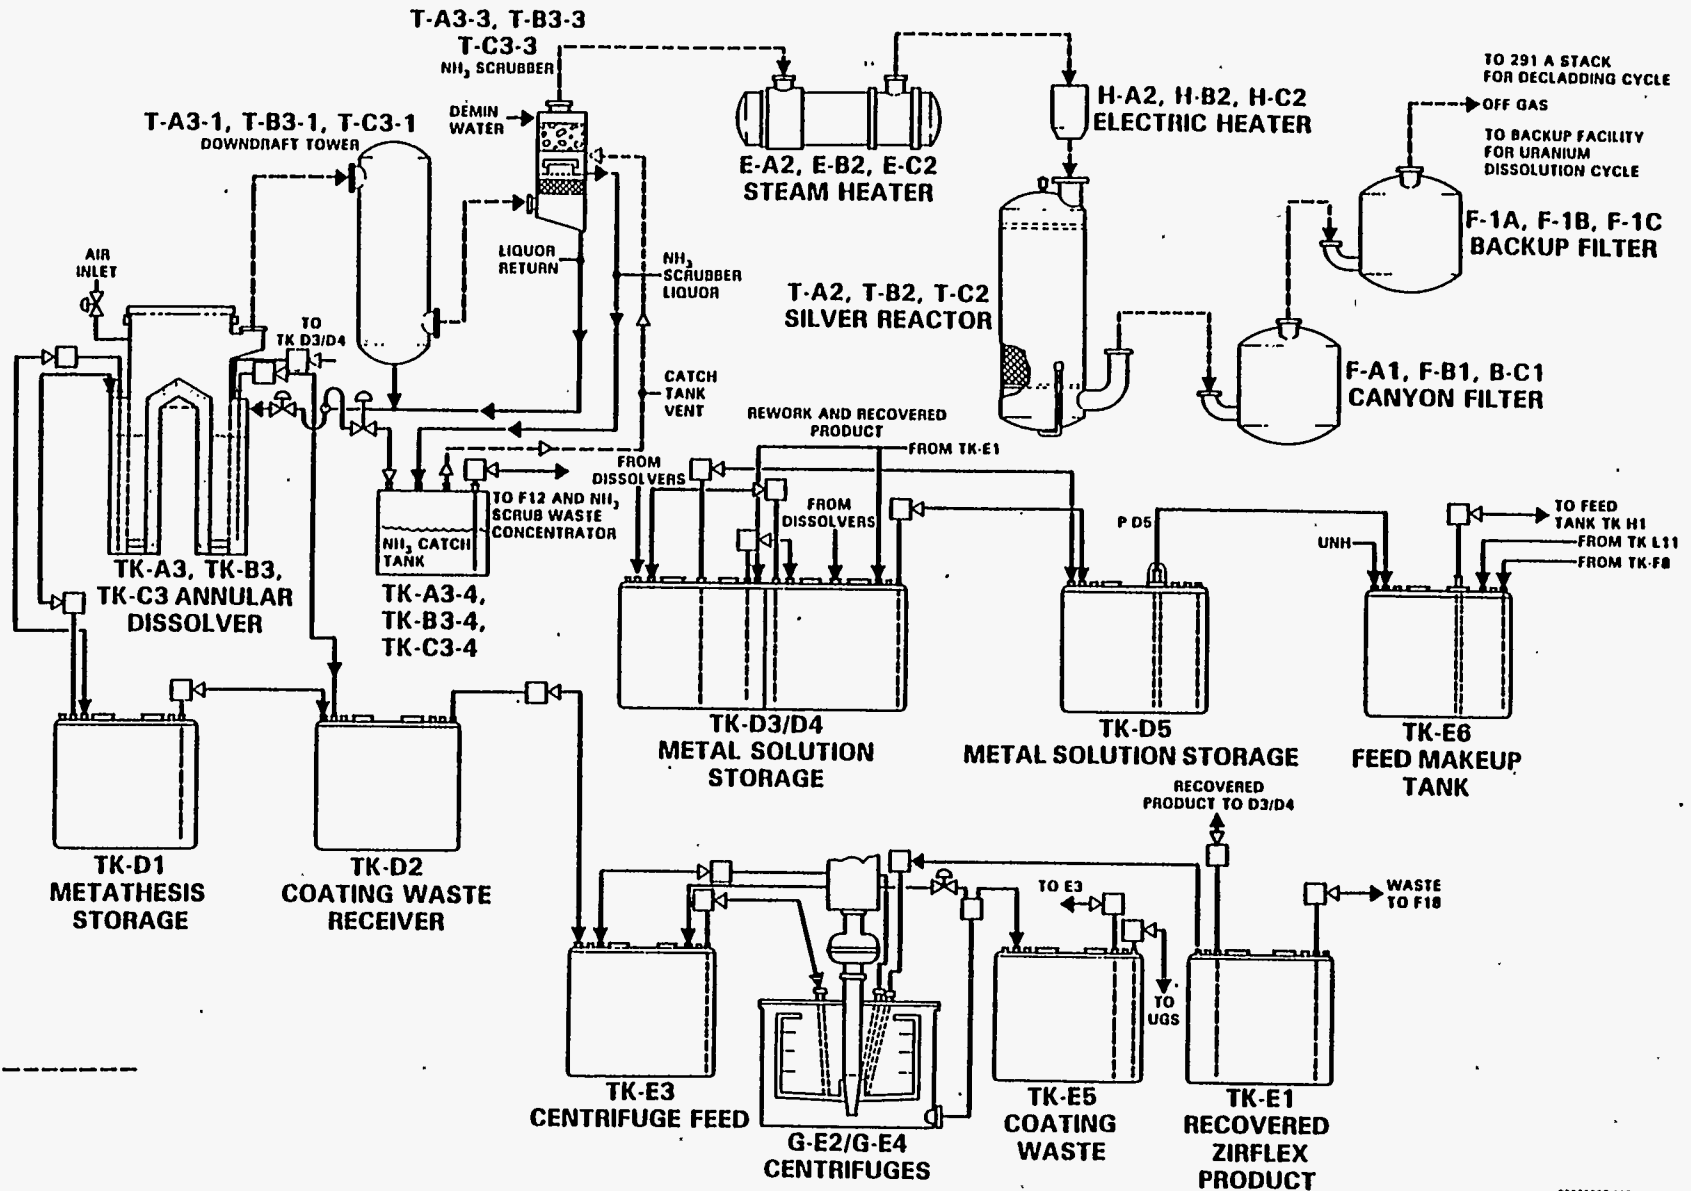 T-A3-3, T-B3-3
T-C3-3
NH3 SCRUBBER
DEMIN
WATER
T-A3-1, T-B3-1, T-C3-1
DOWNDRAFT TOWER
E-A2, E-B2, E-C2
STEAM HEATER
H-A2, H-B2, H-C2
ELECTRIC HEATER
TO 291 A STACK
FOR DECLADDING CYCLE
OFF GAS
TO BACKUP FACILITY
FOR URANIUM
DISSOLUTION CYCLE
F-1A, F-1B, F-1C
BACKUP FILTER
AIR
INLET
LIQUOR
RETURN
NH3
SCRUBBER
LIQUOR
T-A2, T-B2, T-C2
SILVER REACTOR
TO
TK D3/D4
CATCH
TANK
VENT
F-A1, F-B1, B-C1
CANYON FILTER
REWORK AND RECOVERED
PRODUCT
FROM TK-E1
FROM
DISSOLVERS
TO F12 AND NH3
SCRUB WASTE
CONCENTRATOR
NH3 CATCH
TANK
FROM
DISSOLVERS
P D5
UNH
TO FEED
TANK TK H1
FROM TK L11
FROM TK-F8
TK-A3, TK-B3,
TK-C3 ANNULAR
DISSOLVER
TK-A3-4,
TK-B3-4,
TK-C3-4
TK-D3/D4
METAL SOLUTION
STORAGE
TK-D5
METAL SOLUTION STORAGE
TK-E6
FEED MAKEUP
TANK
RECOVERED
PRODUCT TO D3/D4
TK-D1
METATHESIS
STORAGE
TK-D2
COATING WASTE
RECEIVER
TO E3
WASTE
TO F18
TO
UGS
TK-E3
CENTRIFUGE FEED
G-E2/G-E4
CENTRIFUGES
TK-E5
COATING
WASTE
TK-E1
RECOVERED
ZIRFLEX
PRODUCT